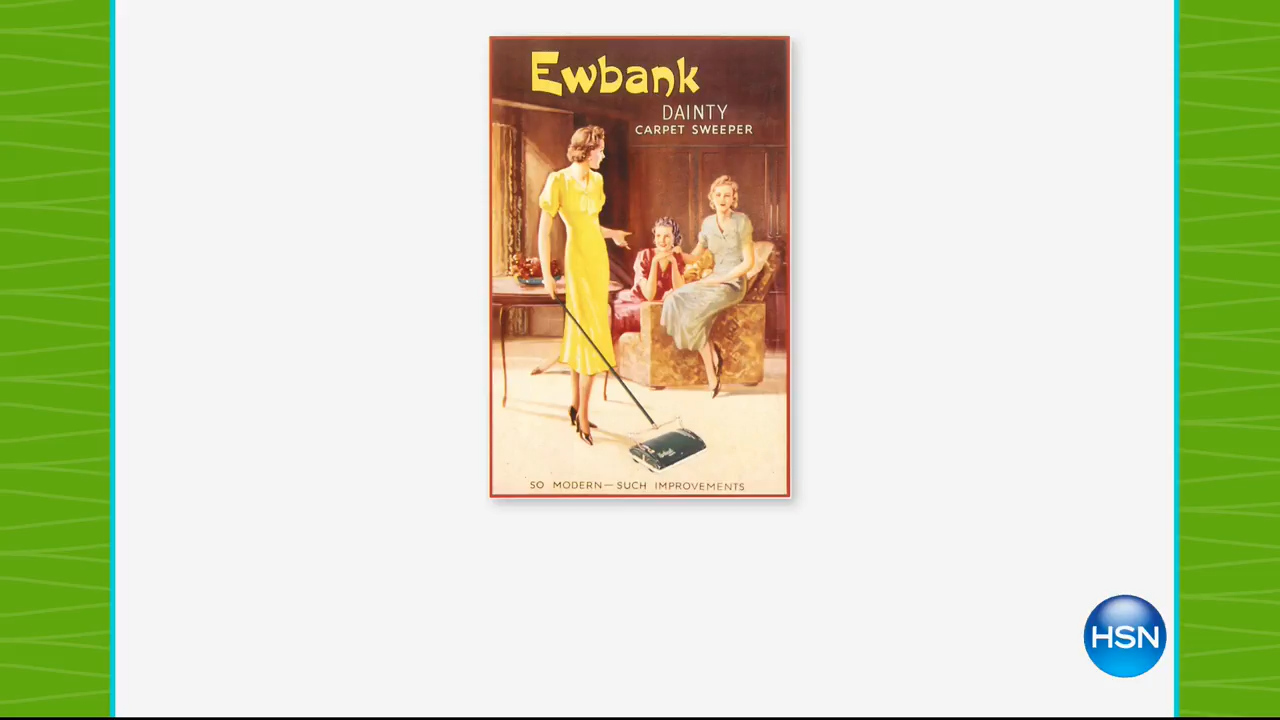 Ewbank
DAINTY
CARPET SWEEPER
SO MODERN—SUCH IMPROVEMENTS
HSN